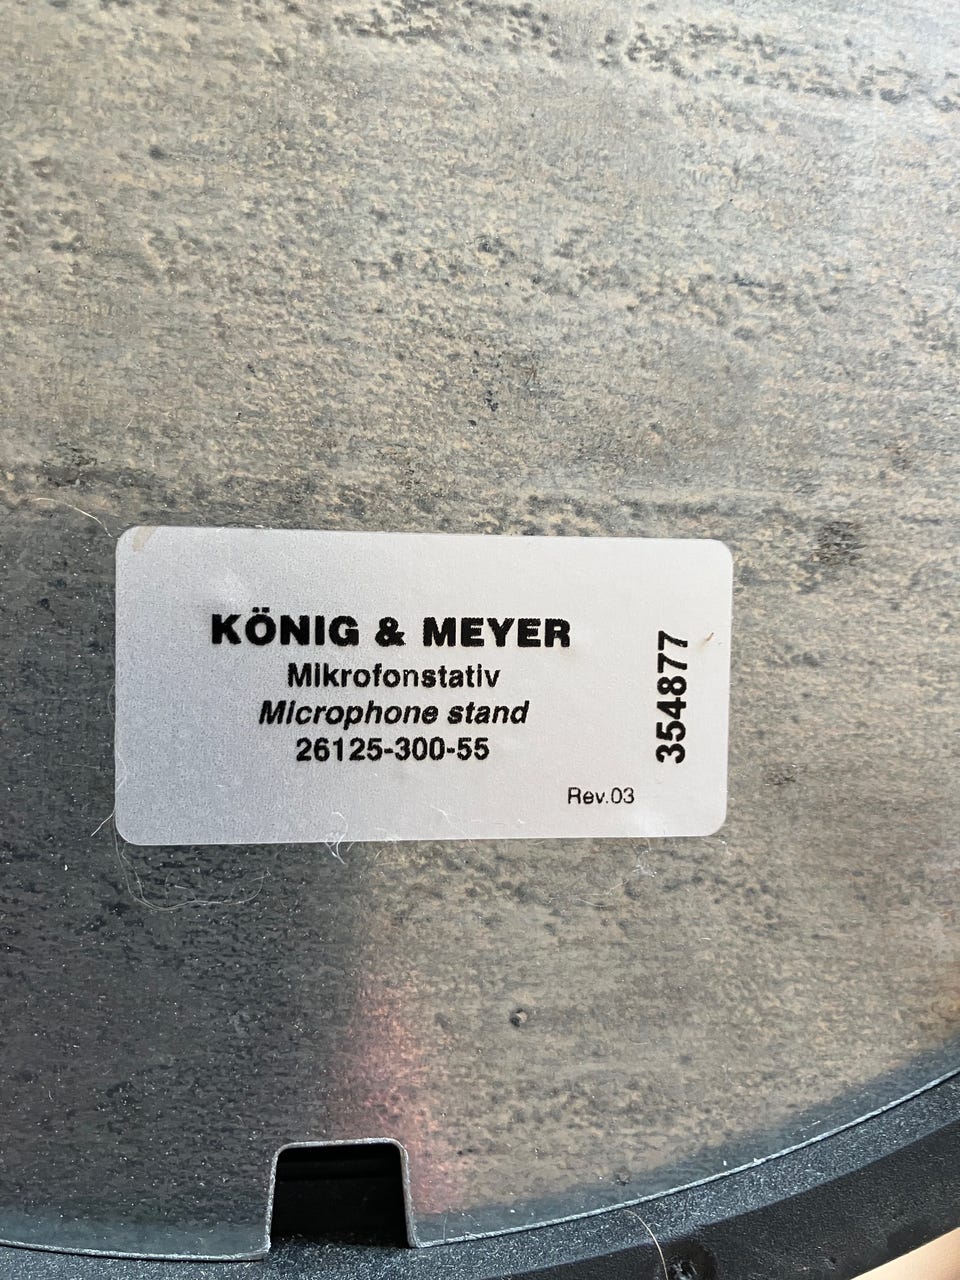 KÖNIG & MEYER
Mikrofonstativ
Microphone stand
26125-300-55
Rev.03
354877